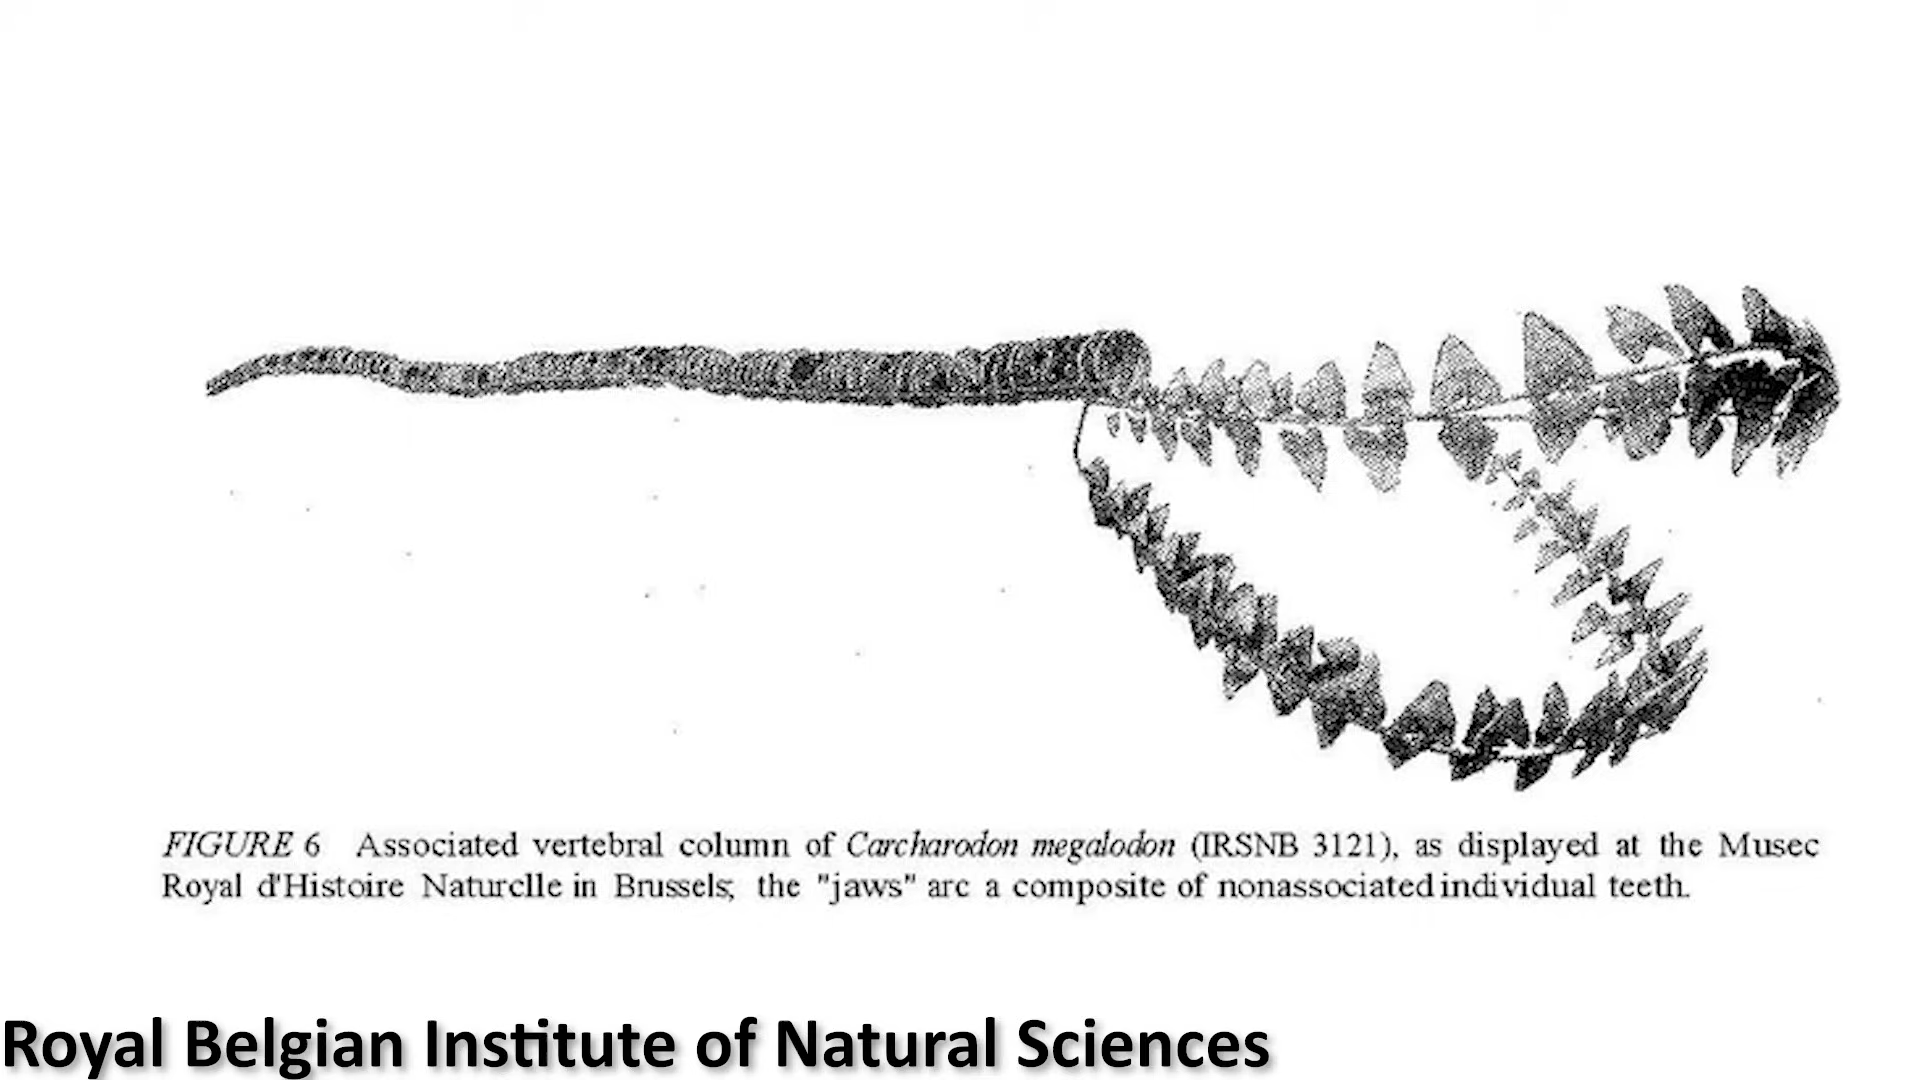 FIGURE 6 Associated vertebral column of Carcharodon megalodon (IRSNB 3121), as displayed at the Musec
Royal d'Histoire Naturclle in Brussels; the "jaws" arc a composite of nonassociated individual teeth.
Royal Belgian Institute of Natural Sciences